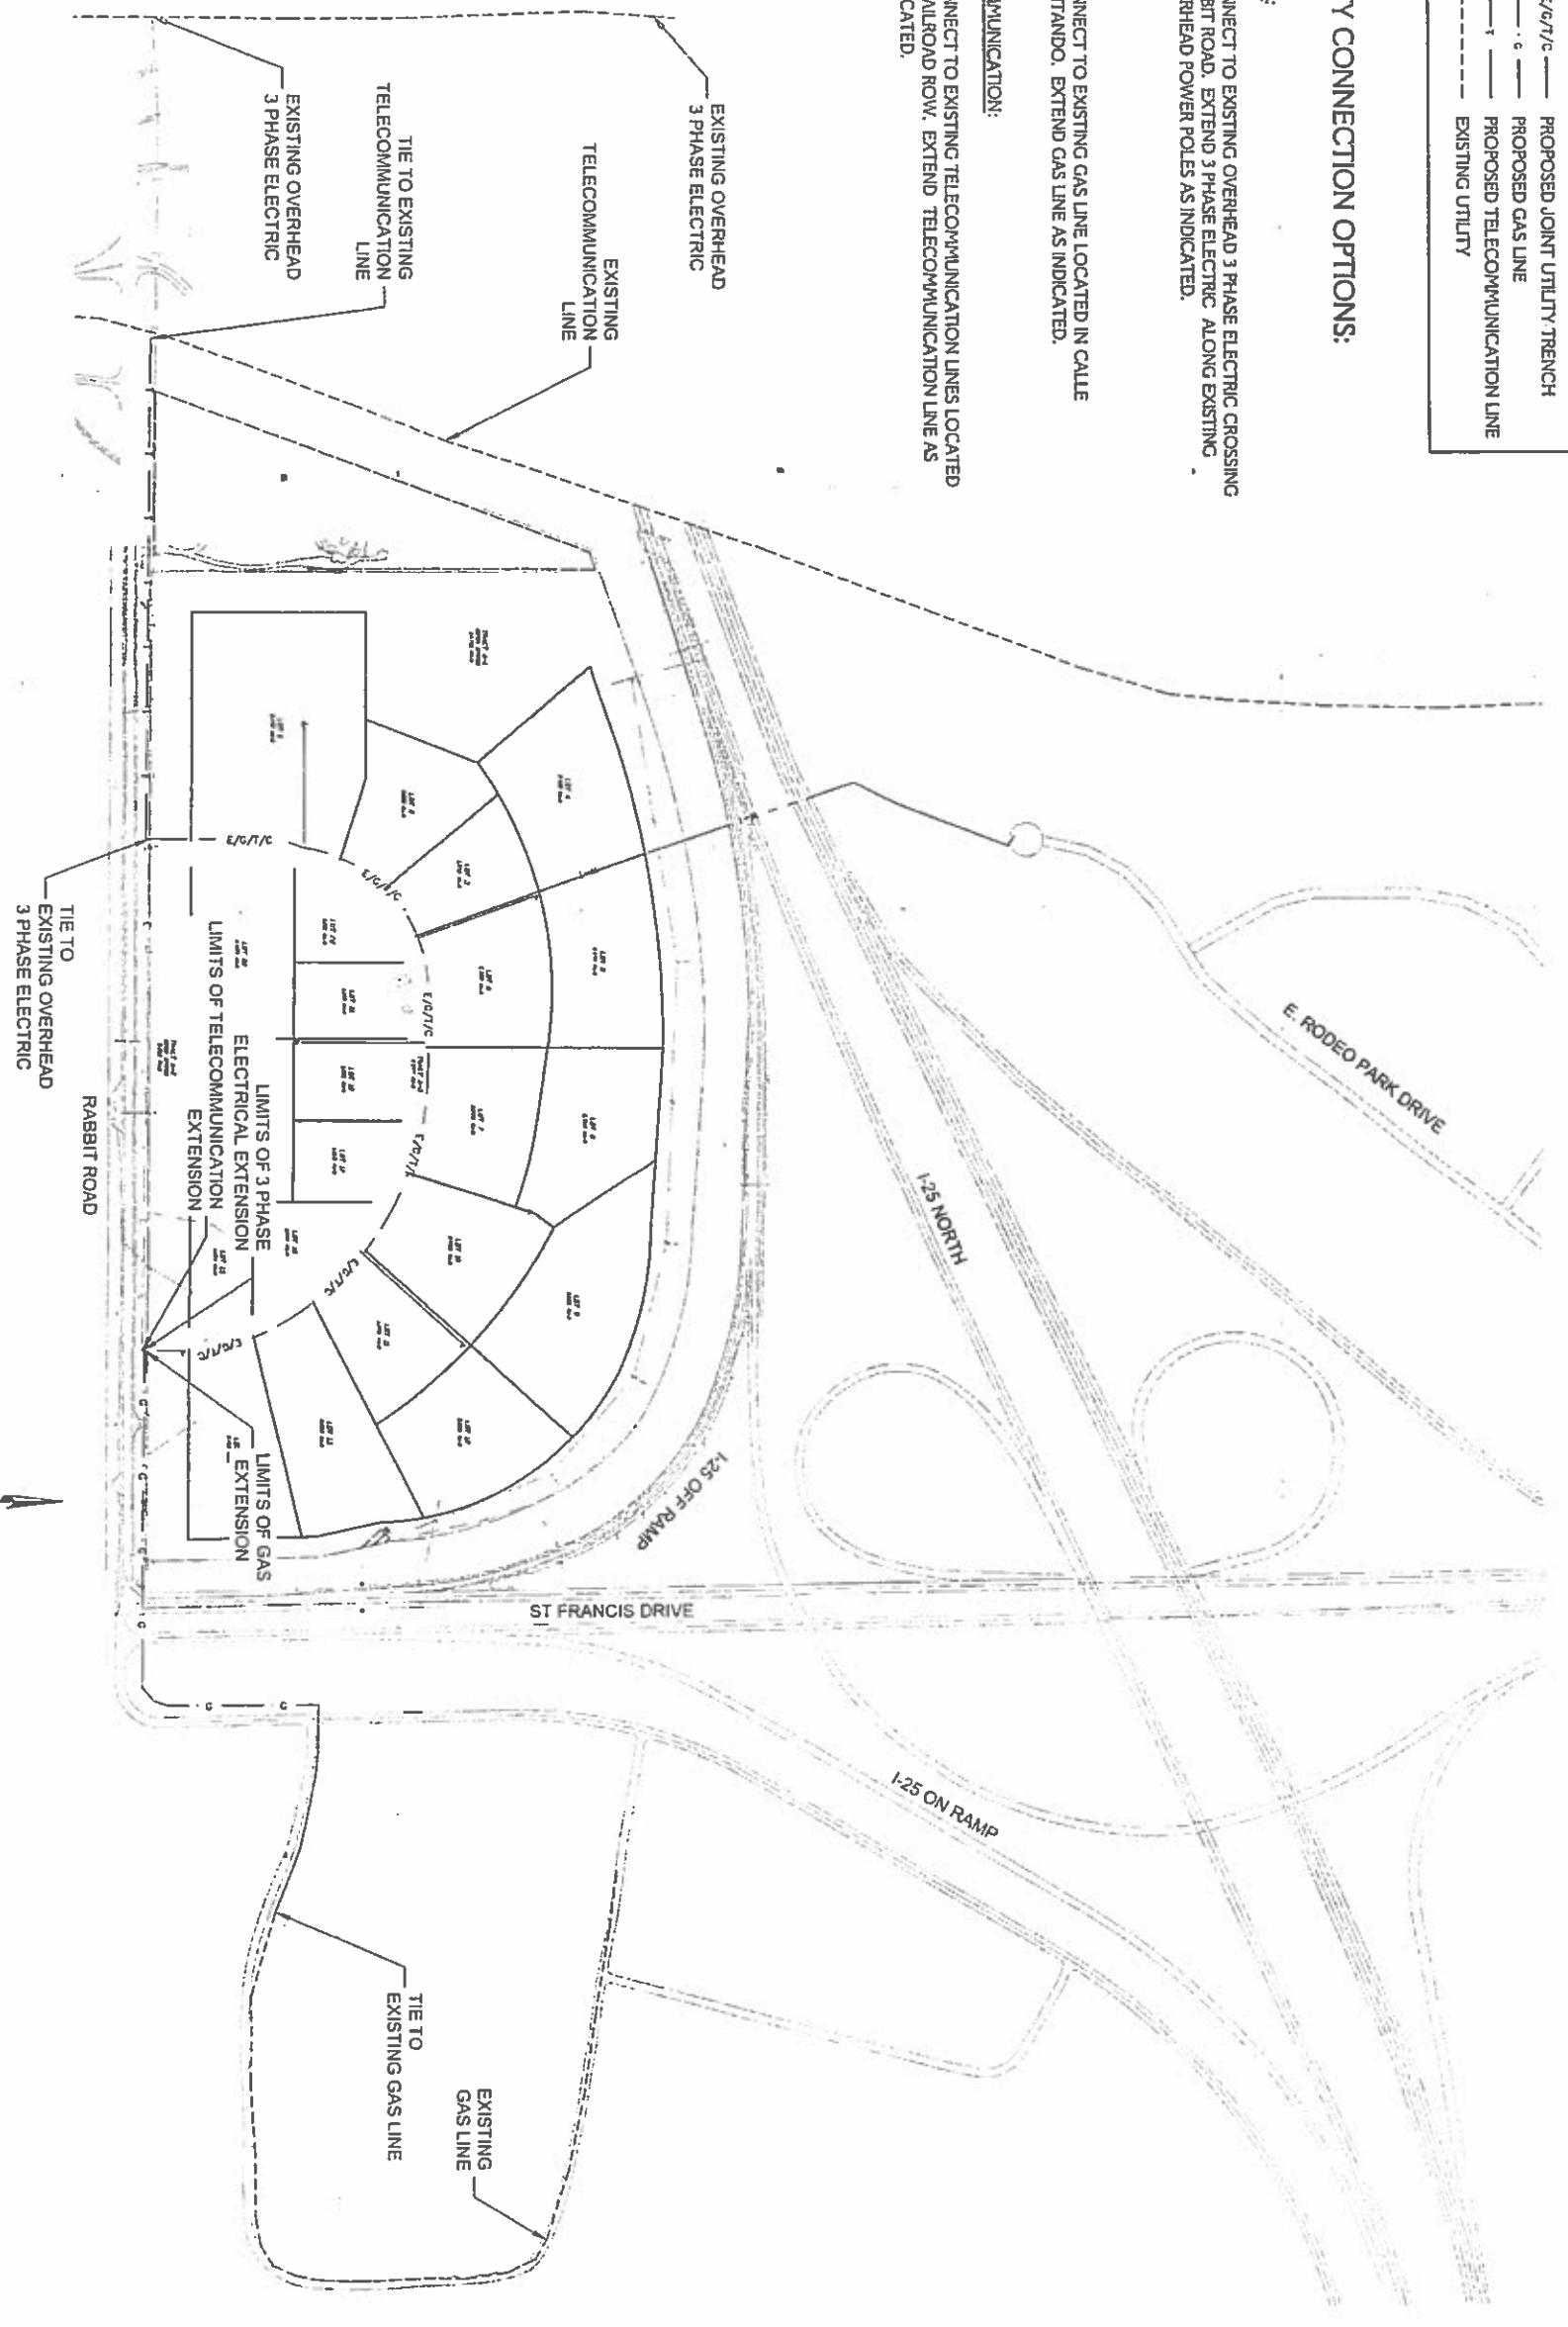 E/G/T/C PROPOSED JOINT UTILITY TRENCH
G PROPOSED GAS LINE
T PROPOSED TELECOMMUNICATION LINE
EXISTING UTILITY
Y CONNECTION OPTIONS:
NNECT TO EXISTING OVERHEAD 3 PHASE ELECTRIC CROSSING
BIT ROAD. EXTEND 3 PHASE ELECTRIC ALONG EXISTING
RHEAD POWER POLES AS INDICATED.
NNECT TO EXISTING GAS LINE LOCATED IN CALLE
TANDO. EXTEND GAS LINE AS INDICATED.
MUNICATION:
NNECT TO EXISTING TELECOMMUNICATION LINES LOCATED
AILROAD ROW. EXTEND TELECOMMUNICATION LINE AS
CATED.
EXISTING OVERHEAD
3 PHASE ELECTRIC
EXISTING
TELECOMMUNICATION
LINE
TIE TO EXISTING
TELECOMMUNICATION
LINE
EXISTING OVERHEAD
3 PHASE ELECTRIC
E. RODEO PARK DRIVE
I-25 NORTH
I-25 OFF RAMP
ST FRANCIS DRIVE
I-25 ON RAMP
E/G/T/C
E/G/T/C
E/G/T/C
E/G/T/C
E/G/T/C
LIMITS OF 3 PHASE
ELECTRICAL EXTENSION
LIMITS OF TELECOMMUNICATION
EXTENSION
LIMITS OF GAS
EXTENSION
TIE TO
EXISTING OVERHEAD
3 PHASE ELECTRIC
RABBIT ROAD
G
G
G
G
G
G
TIE TO
EXISTING GAS LINE
EXISTING
GAS LINE